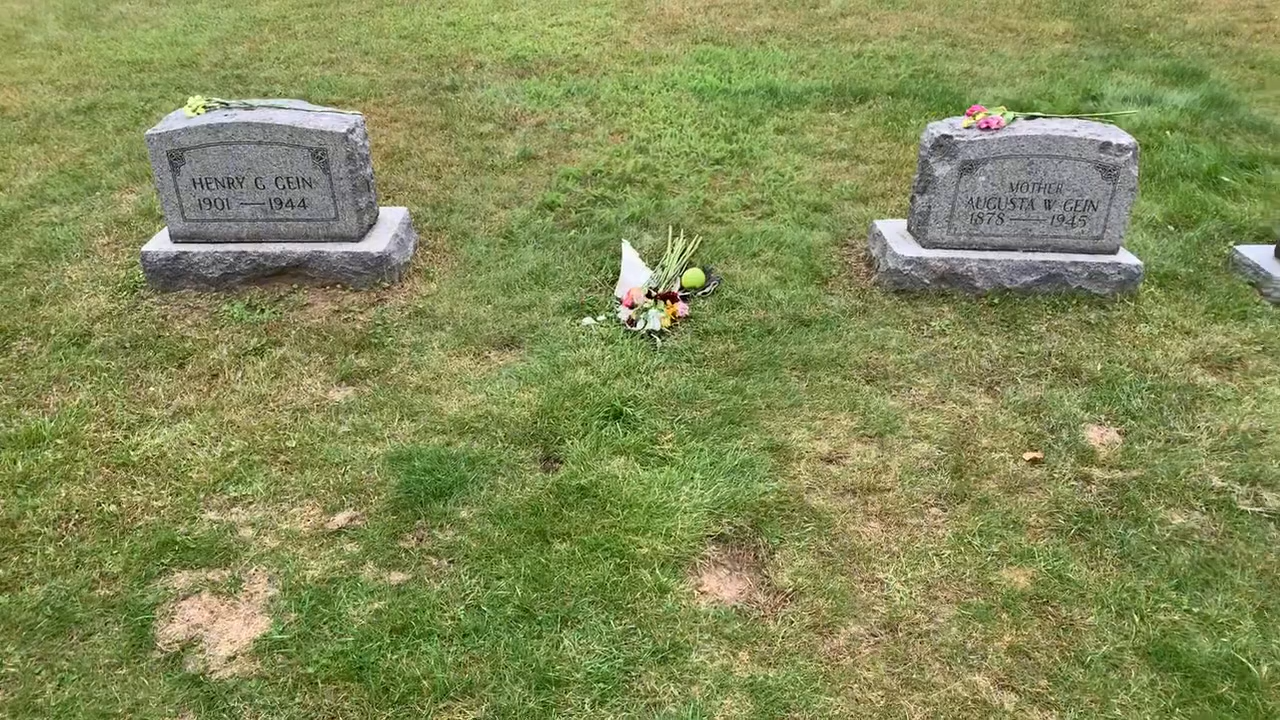 HENRY G GEIN
1901 — 1944
MOTHER
AUGUSTA W GEIN
1878 — 1945